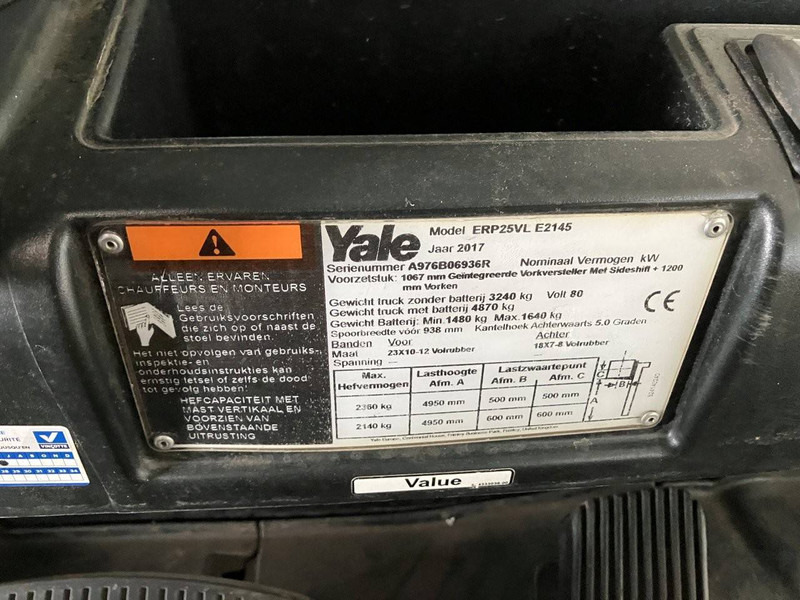 ALLEEN ERVAREN
CHAUFFEURS EN MONTEURS
Lees de
Gebruiksvoorschriften
die zich op of naast de
stoel bevinden.
Het niet opvolgen van gebruiks-,
inspektie- en
onderhoudsinstrukties kan
ernstig letsel of zelfs de dood
tot gevolg hebben!
HEFCAPACITEIT MET
MAST VERTIKAAL EN
VOORZIEN VAN
BOVENSTAANDE
UITRUSTING
Yale
Model ERP25VL E2145
Jaar 2017
Serienummer A976B06936R Nominaal Vermogen kW
Voorzetstuk: 1067 mm Geïntegreerde Vorkversteller Met Sideshift + 1200
mm Vorken
Gewicht truck zonder batterij 3240 kg Volt 80
Gewicht truck met batterij 4870 kg
Gewicht Batterij: Min.1480 kg Max.1640 kg
Spoorbreedte vóór 938 mm Kantelhoek Achterwaarts 5.0 Graden
Banden Voor Achter
Maat 23X10-12 Volrubber 18X7-8 Volrubber
Spanning
CE
Max. Hefvermogen Lasthoogte Afm. A Lastzwaartepunt Afm. B Afm. C
2360 kg 4950 mm 500 mm 500 mm
2140 kg 4950 mm 600 mm 600 mm
C
B
A
Value
VINÇOTTE
J A S O N D